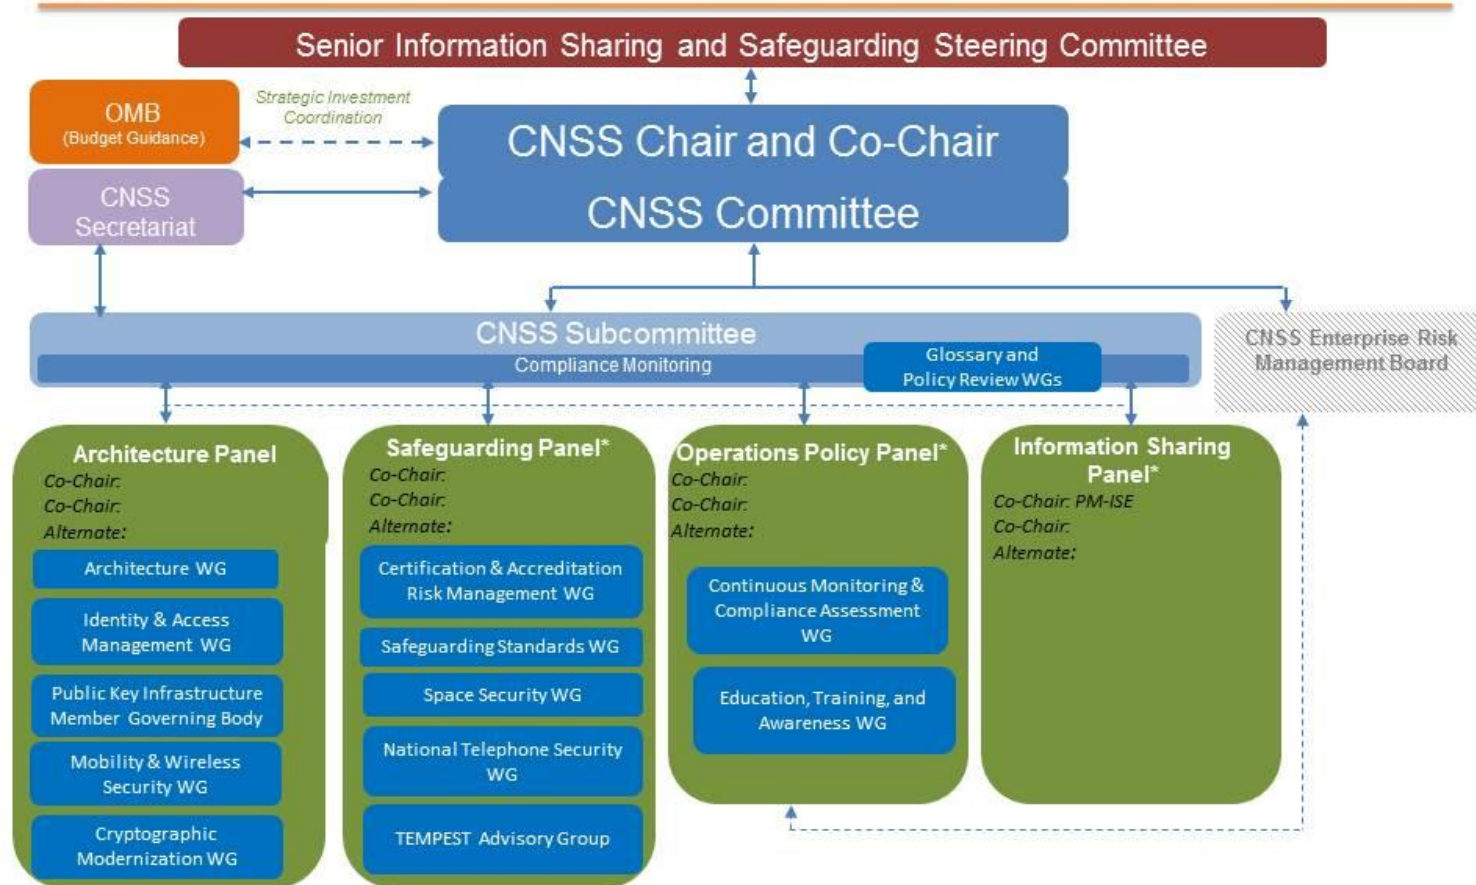 Senior Information Sharing and Safeguarding Steering Committee
OMB
(Budget Guidance)
Strategic Investment
Coordination
CNSS Chair and Co-Chair
CNSS
Secretariat
CNSS Committee
CNSS Subcommittee
Compliance Monitoring
Glossary and
Policy Review WGs
CNSS Enterprise Risk
Management Board
Architecture Panel
Co-Chair:
Co-Chair:
Alternate:
Architecture WG
Identity & Access
Management WG
Public Key Infrastructure
Member Governing Body
Mobility & Wireless
Security WG
Cryptographic
Modernization WG
Safeguarding Panel*
Co-Chair:
Co-Chair:
Alternate:
Certification & Accreditation
Risk Management WG
Safeguarding Standards WG
Space Security WG
National Telephone Security
WG
TEMPEST Advisory Group
Operations Policy Panel*
Co-Chair:
Co-Chair:
Alternate:
Continuous Monitoring &
Compliance Assessment
WG
Education, Training, and
Awareness WG
Information Sharing
Panel*
Co-Chair: PM-ISE
Co-Chair:
Alternate: